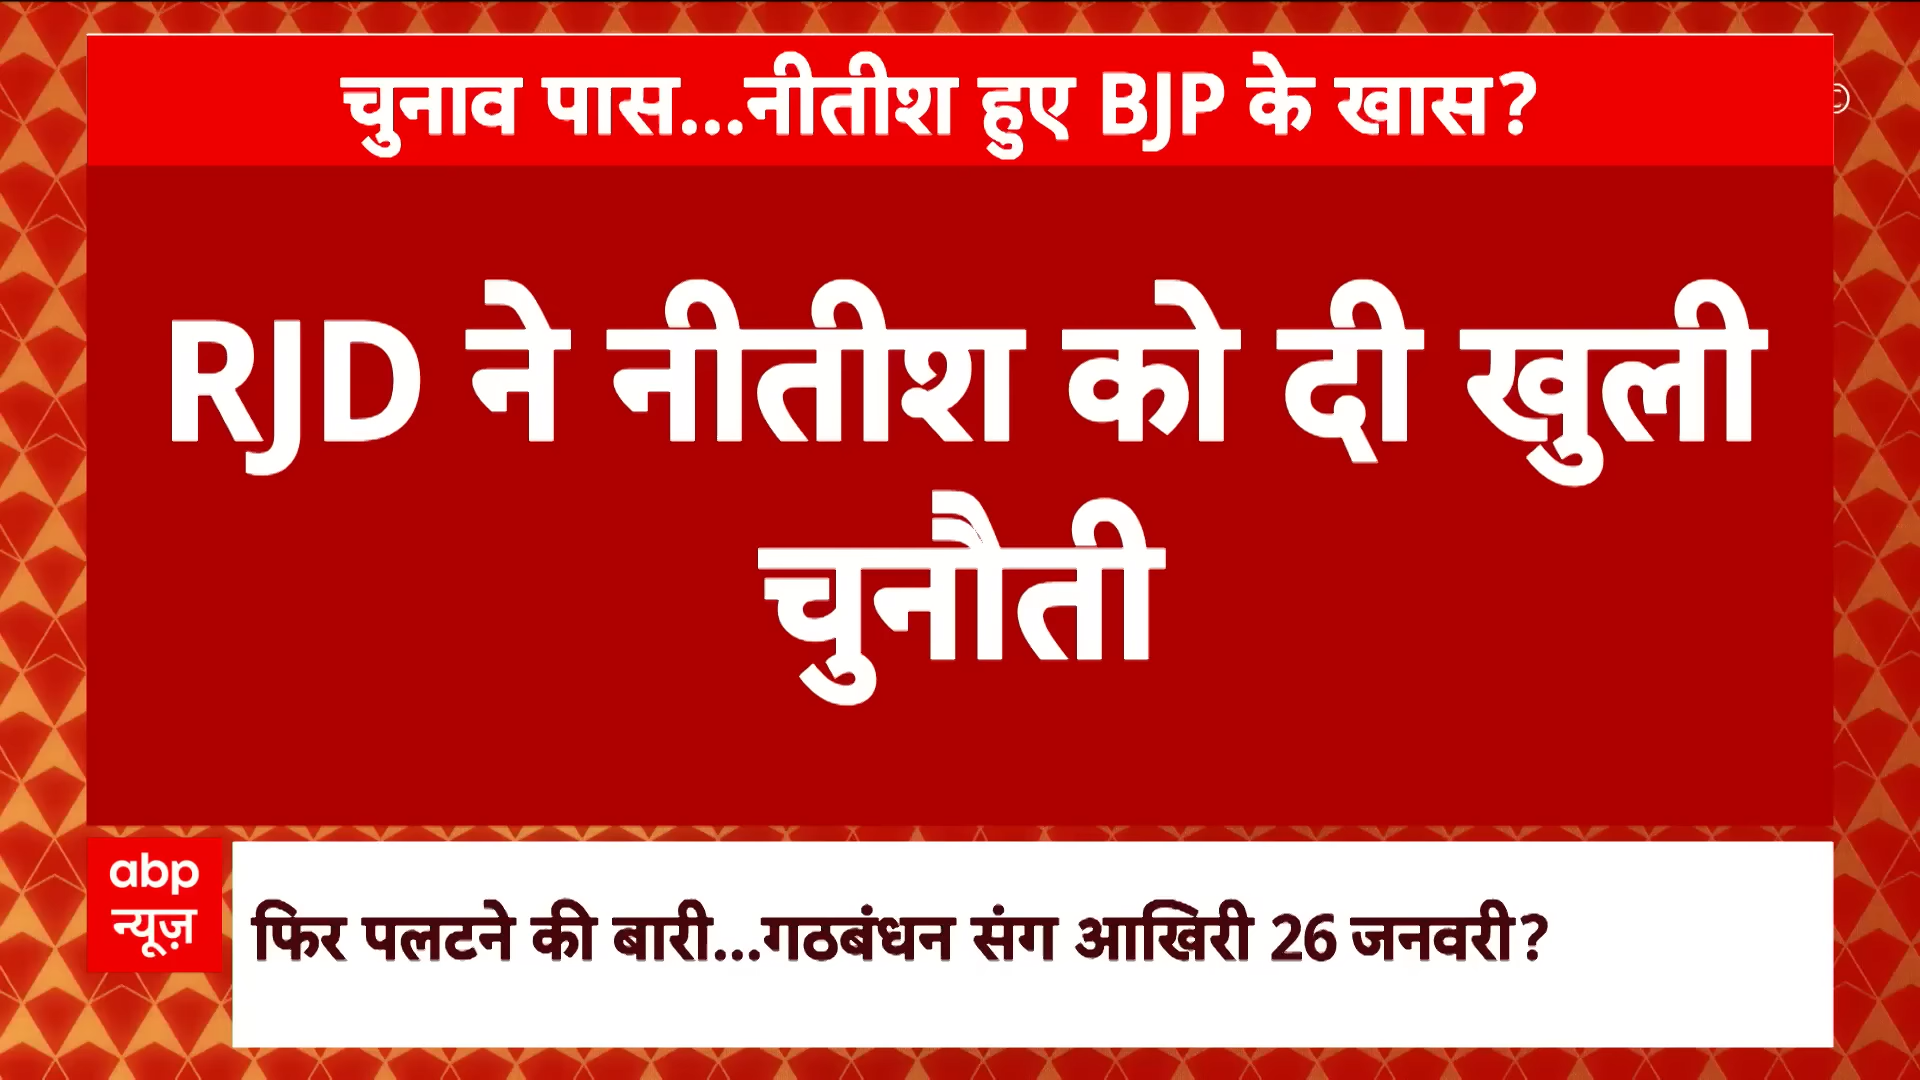 चुनाव पास...नीतीश हुए BJP के खास?
RJD ने नीतीश को दी खुली
चुनौती
abp
न्यूज़
फिर पलटने की बारी...गठबंधन संग आखिरी 26 जनवरी?